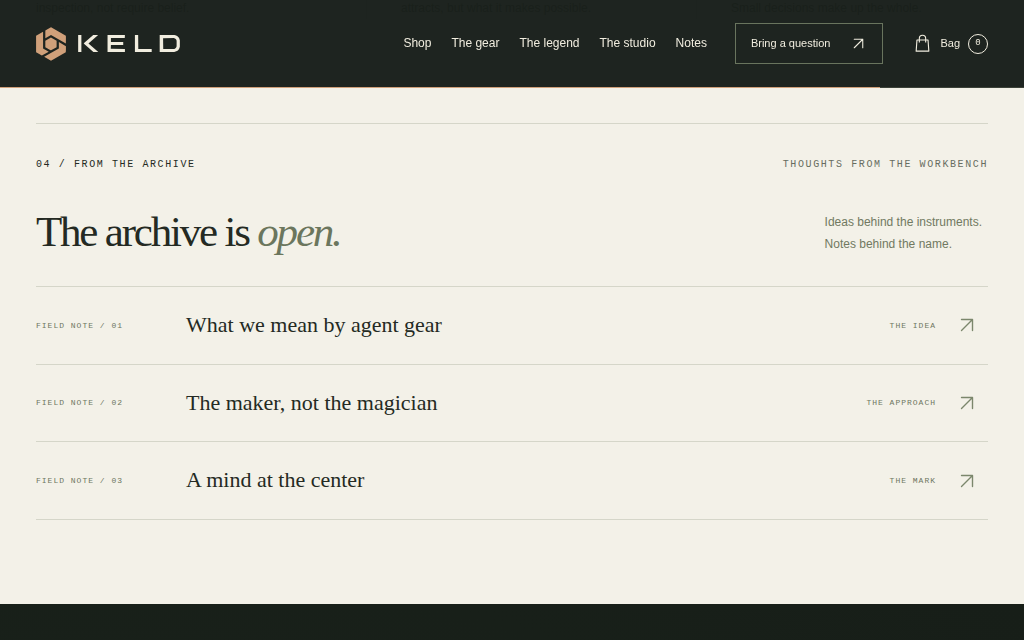 KELD
Shop
The gear
The legend
The studio
Notes
Bring a question
Bag
0
04 / FROM THE ARCHIVE
THOUGHTS FROM THE WORKBENCH
The archive is open.
Ideas behind the instruments.
Notes behind the name.
FIELD NOTE / 01
What we mean by agent gear
THE IDEA
FIELD NOTE / 02
The maker, not the magician
THE APPROACH
FIELD NOTE / 03
A mind at the center
THE MARK